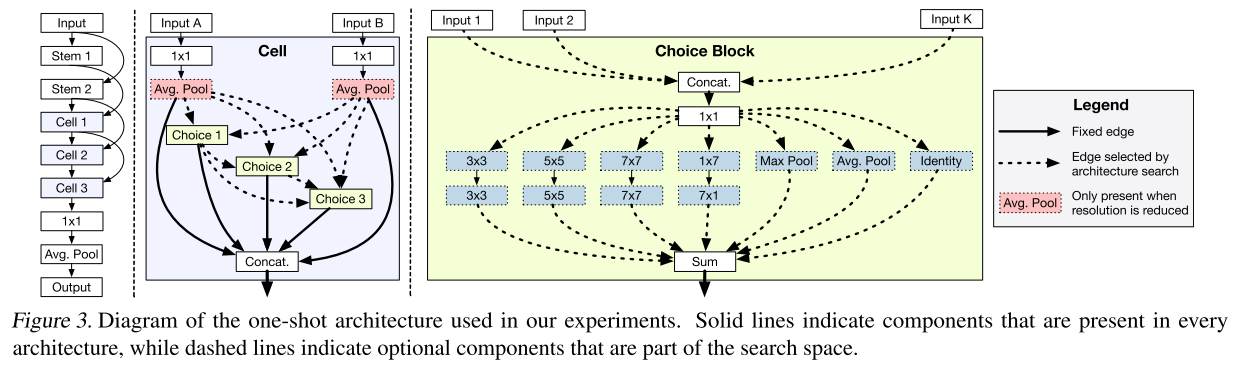 Input
Stem 1
Stem 2
Cell 1
Cell 2
Cell 3
1x1
Avg. Pool
Output
Input A
Input B
Cell
1x1
1x1
Avg. Pool
Avg. Pool
Choice 1
Choice 2
Choice 3
Concat.
Input 1
Input 2
Input K
Choice Block
Concat.
1x1
3x3
5x5
7x7
1x7
Max Pool
Avg. Pool
Identity
3x3
5x5
7x7
7x1
Sum
Legend
Fixed edge
Edge selected by
architecture search
Avg. Pool
Only present when
resolution is reduced
Figure 3. Diagram of the one-shot architecture used in our experiments. Solid lines indicate components that are present in every
architecture, while dashed lines indicate optional components that are part of the search space.